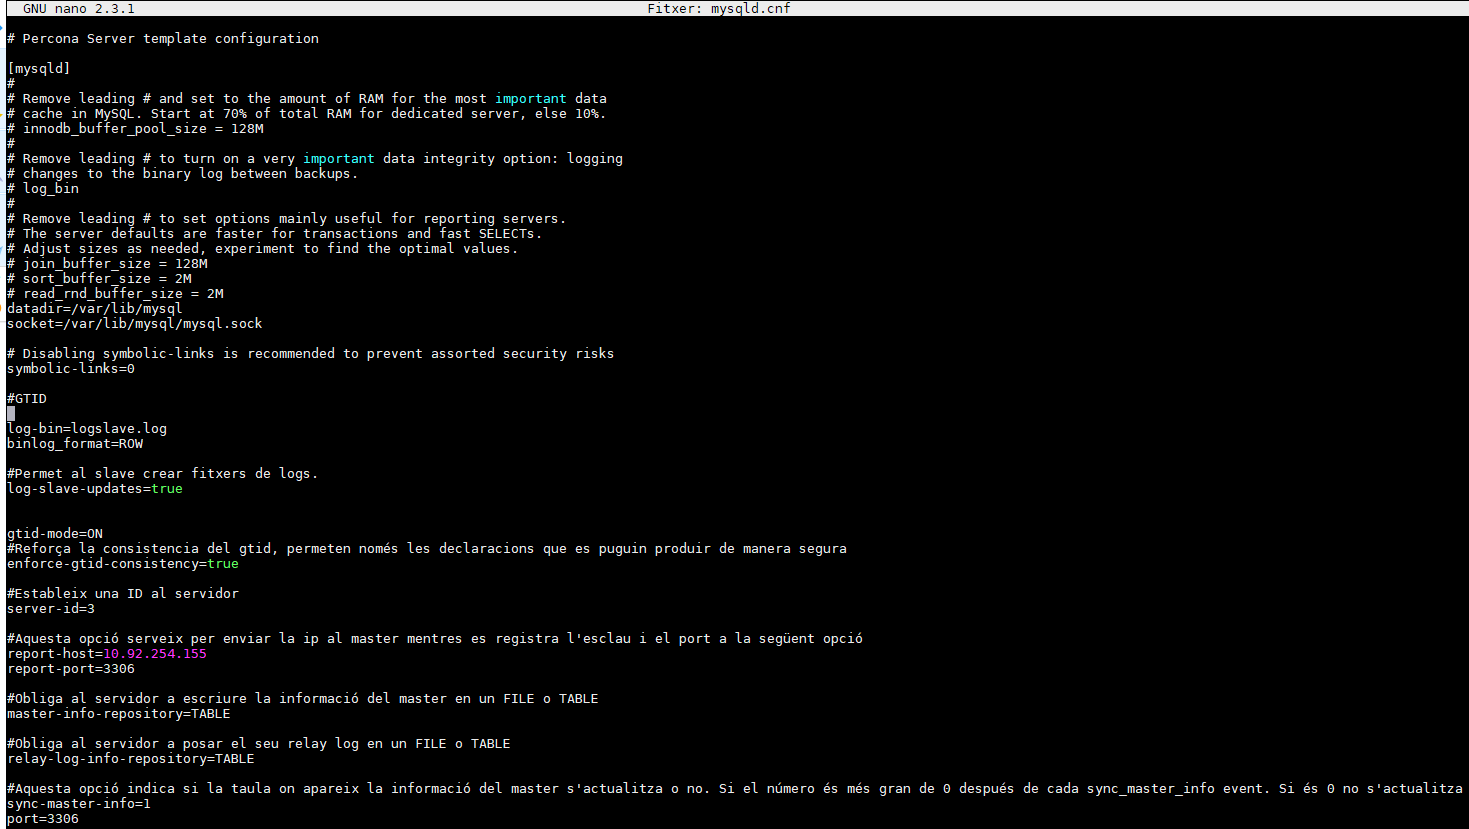 GNU nano 2.3.1 Fitxer: mysqld.cnf
# Percona Server template configuration
[mysqld]
#
# Remove leading # and set to the amount of RAM for the most important data
# cache in MySQL. Start at 70% of total RAM for dedicated server, else 10%.
# innodb_buffer_pool_size = 128M
#
# Remove leading # to turn on a very important data integrity option: logging
# changes to the binary log between backups.
# log_bin
#
# Remove leading # to set options mainly useful for reporting servers.
# The server defaults are faster for transactions and fast SELECTs.
# Adjust sizes as needed, experiment to find the optimal values.
# join_buffer_size = 128M
# sort_buffer_size = 2M
# read_rnd_buffer_size = 2M
datadir=/var/lib/mysql
socket=/var/lib/mysql/mysql.sock
# Disabling symbolic-links is recommended to prevent assorted security risks
symbolic-links=0
#GTID
log-bin=logslave.log
binlog_format=ROW
#Permet al slave crear fitxers de logs.
log-slave-updates=true
gtid-mode=ON
#Reforça la consistencia del gtid, permeten només les declaracions que es puguin produir de manera segura
enforce-gtid-consistency=true
#Estableix una ID al servidor
server-id=3
#Aquesta opció serveix per enviar la ip al master mentres es registra l'esclau i el port a la següent opció
report-host=10.92.254.155
report-port=3306
#Obliga al servidor a escriure la informació del master en un FILE o TABLE
master-info-repository=TABLE
#Obliga al servidor a posar el seu relay log en un FILE o TABLE
relay-log-info-repository=TABLE
#Aquesta opció indica si la taula on apareix la informació del master s'actualitza o no. Si el número és més gran de 0 después de cada sync_master_info event. Si és 0 no s'actualitza
sync-master-info=1
port=3306